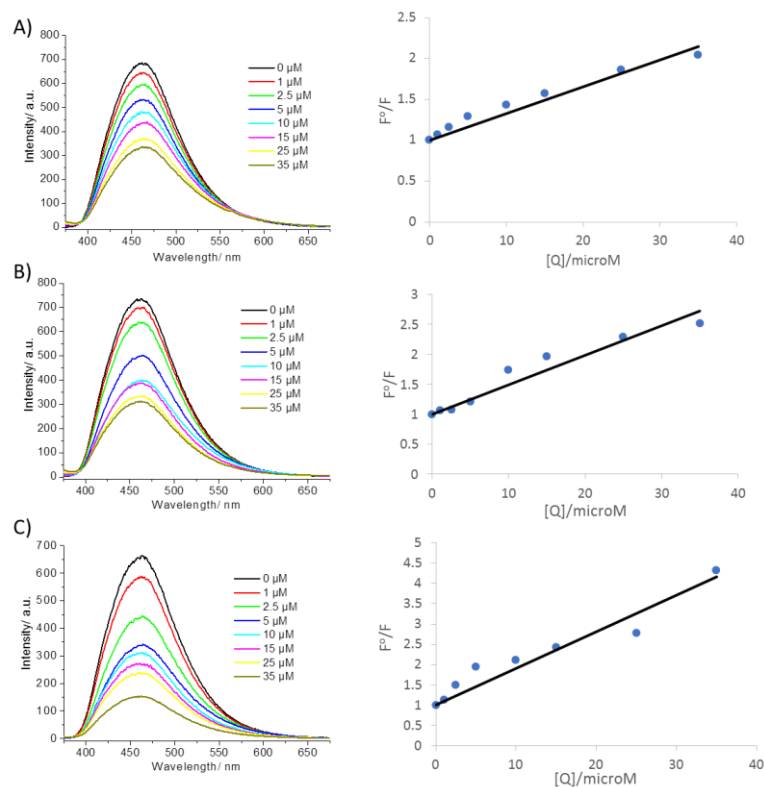 A)
800
700
600
500
400
300
200
100
0
Intensity/ a.u.
400
450
500
550
600
650
Wavelength/ nm
0 µM
1 µM
2.5 µM
5 µM
10 µM
15 µM
25 µM
35 µM
2.5
2
1.5
1
0.5
F°/F
0
10
20
30
40
[Q]/microM
B)
800
700
600
500
400
300
200
100
0
Intensity/ a.u.
400
450
500
550
600
650
Wavelength/ nm
0 µM
1 µM
2.5 µM
5 µM
10 µM
15 µM
25 µM
35 µM
3
2.5
2
1.5
1
0.5
0
F°/F
0
10
20
30
40
[Q]/microM
C)
700
600
500
400
300
200
100
0
Intensity/ a.u.
400
450
500
550
600
650
Wavelength/ nm
0 µM
1 µM
2.5 µM
5 µM
10 µM
15 µM
25 µM
35 µM
5
4.5
4
3.5
3
2.5
2
1.5
1
0.5
0
F°/F
0
10
20
30
40
[Q]/microM